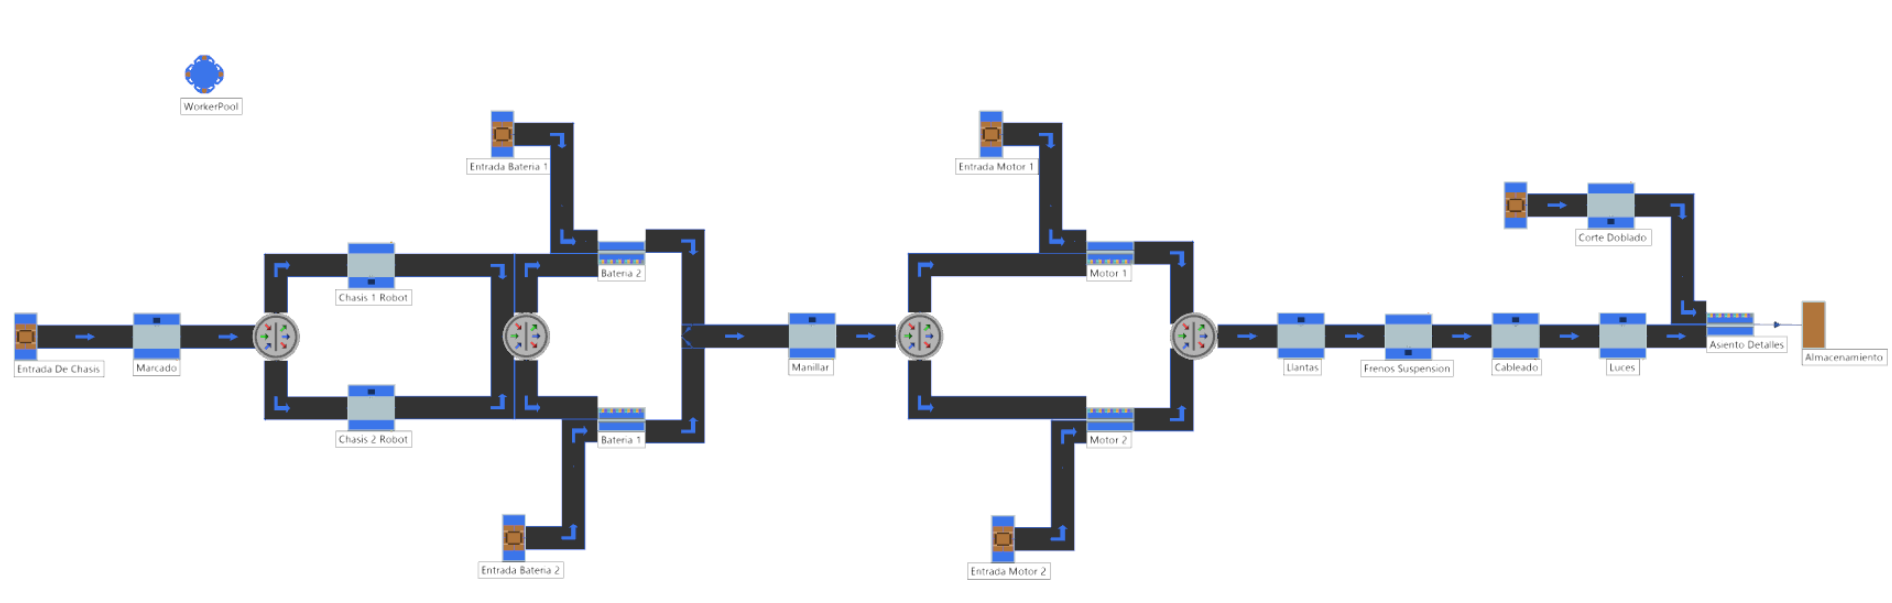 WorkerPool
Entrada Bateria 1
Entrada Motor 1
Corte Doblado
Bateria 2
Motor 1
Chasis 1 Robot
Entrada De Chasis
Marcado
Manillar
Llantas
Frenos Suspension
Cableado
Luces
Asiento Detalles
Almacenamiento
Chasis 2 Robot
Bateria 1
Motor 2
Entrada Bateria 2
Entrada Motor 2